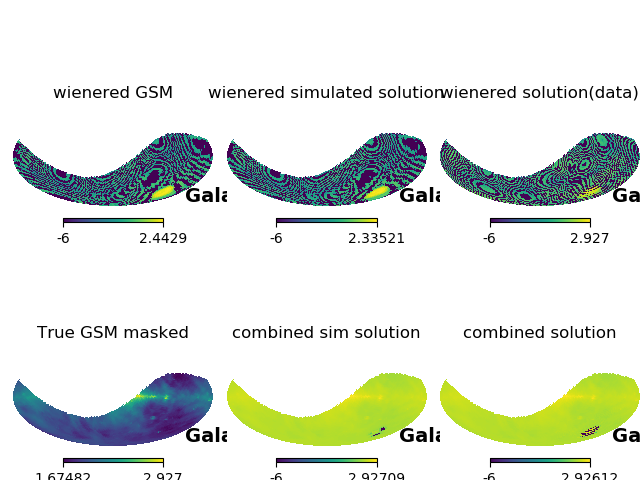 wienered GSM
wienered simulated solution
wienered solution(data)
Gala
Gala
Ga
-6 2.4429
-6 2.33521
-6 2.927
True GSM masked
combined sim solution
combined solution
Gala
Gala
Ga
1.67482 2.927
-6 2.92709
-6 2.92612